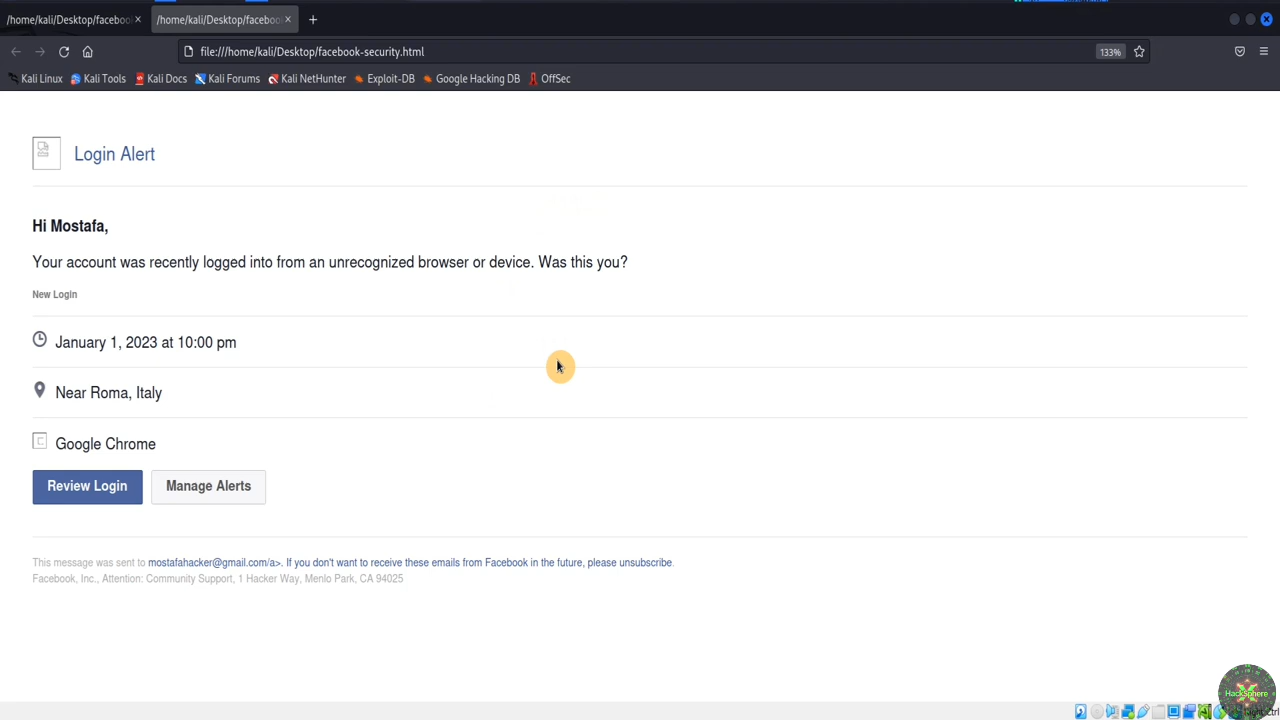 /home/kali/Desktop/faceboo
/home/kali/Desktop/faceboo
file:///home/kali/Desktop/facebook-security.html
133%
Kali Linux
Kali Tools
Kali Docs
Kali Forums
Kali NetHunter
Exploit-DB
Google Hacking DB
OffSec
Login Alert
Hi Mostafa,
Your account was recently logged into from an unrecognized browser or device. Was this you?
New Login
January 1, 2023 at 10:00 pm
Near Roma, Italy
Google Chrome
Review Login
Manage Alerts
This message was sent to mostafahacker@gmail.com/a>. If you don't want to receive these emails from Facebook in the future, please unsubscribe.
Facebook, Inc., Attention: Community Support, 1 Hacker Way, Menlo Park, CA 94025
HackSphere